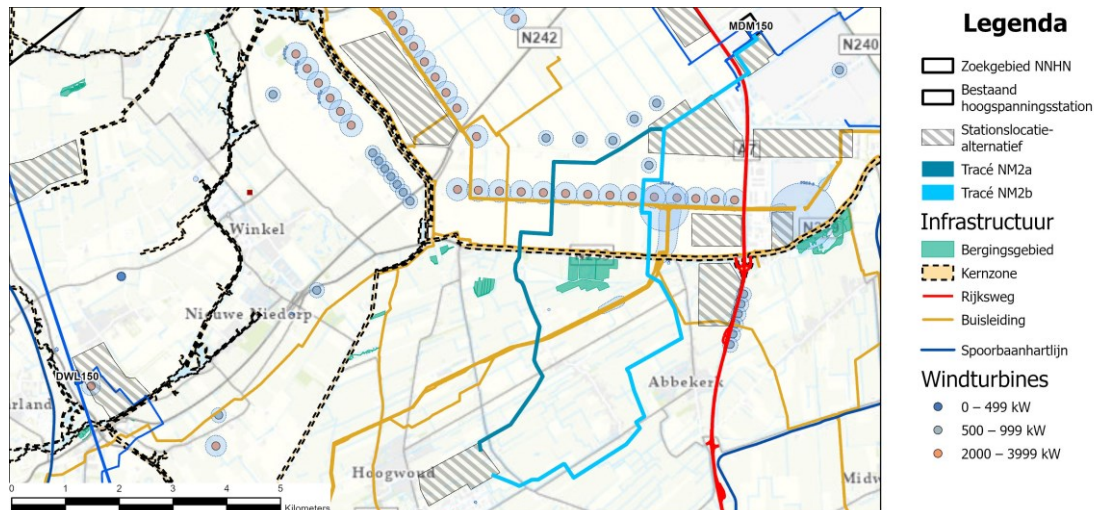 N242
MDM150
N240
A7
Winkel
Nieuwe Niedorp
DWL150
arland
Abbekerk
Hoogwoud
Midw
0 1 2 3 4 5
Kilometers
Legenda
Zoekgebied NNHN
Bestaand
hoogspanningsstation
Stationslocatie-
alternatief
Tracé NM2a
Tracé NM2b
Infrastructuur
Bergingsgebied
Kernzone
Rijksweg
Buisleiding
Spoorbaanhartlijn
Windturbines
0 – 499 kW
500 – 999 kW
2000 – 3999 kW